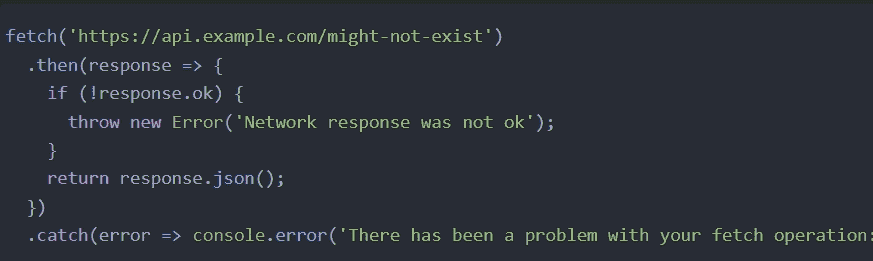 fetch('https://api.example.com/might-not-exist')
  .then(response => {
    if (!response.ok) {
      throw new Error('Network response was not ok');
    }
    return response.json();
  })
  .catch(error => console.error('There has been a problem with your fetch operation: